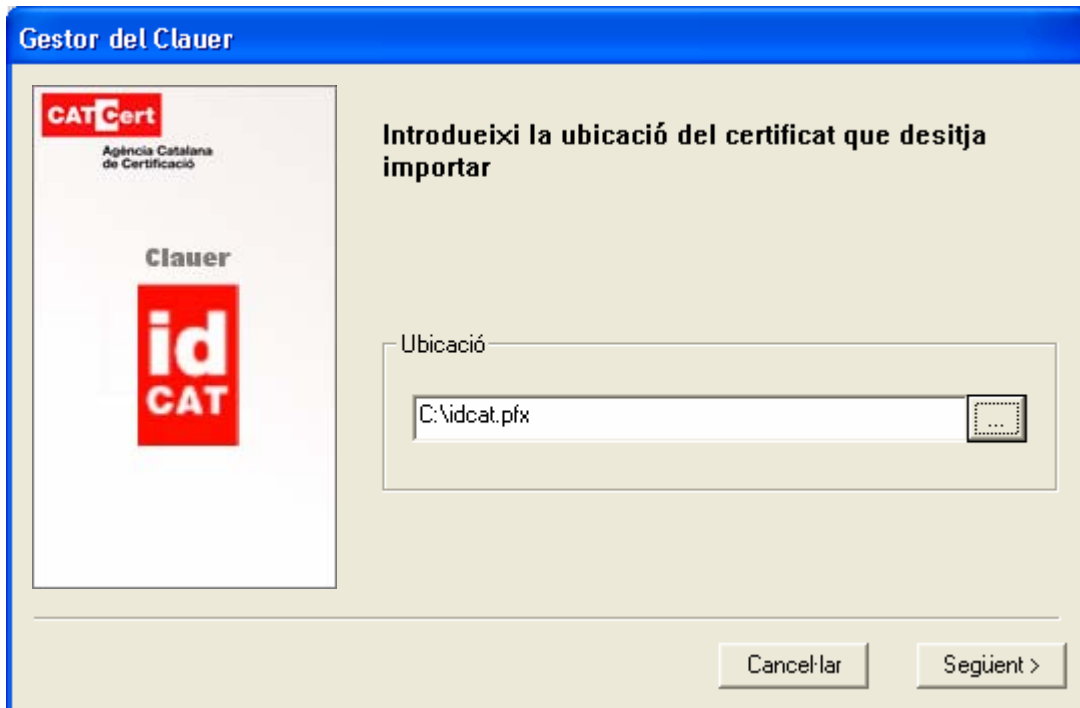 Gestor del Clauer
CATCert
Agència Catalana
de Certificació
Clauer
id
CAT
Introdueixi la ubicació del certificat que desitja
importar
Ubicació
C:\idcat.pfx
...
Cancel·lar
Següent >